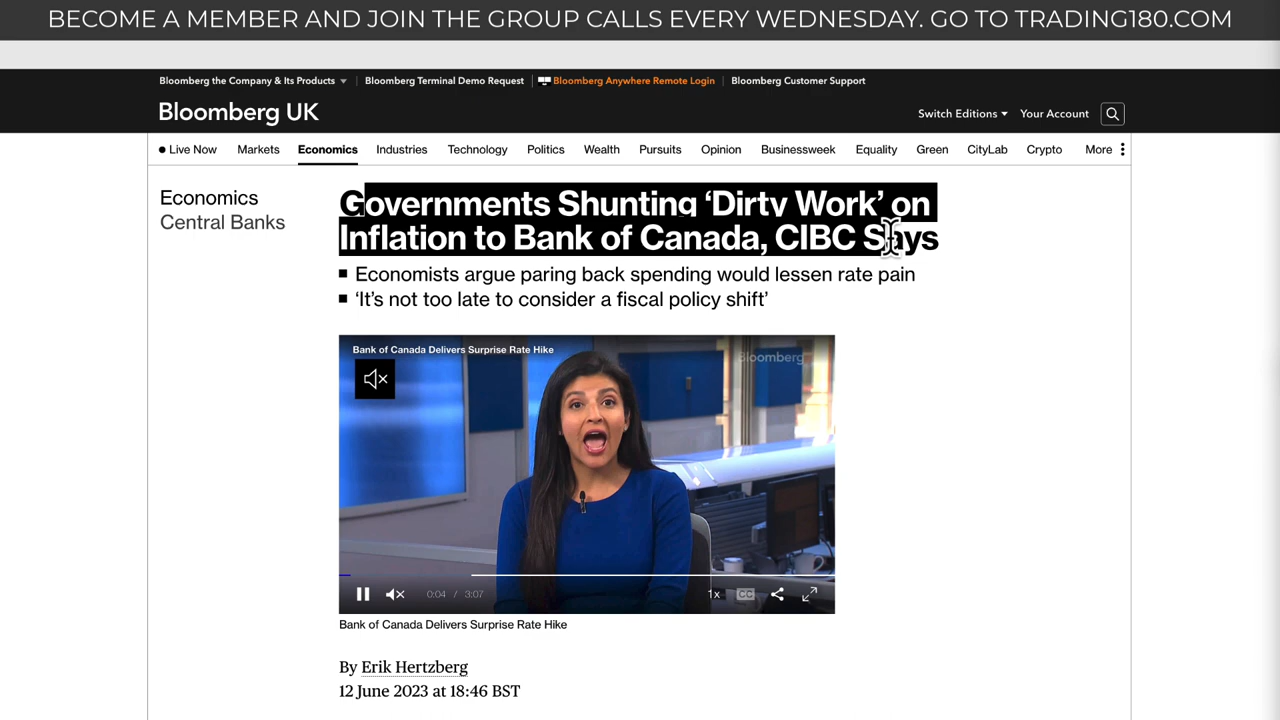 BECOME A MEMBER AND JOIN THE GROUP CALLS EVERY WEDNESDAY. GO TO TRADING180.COM
Bloomberg the Company & Its Products
Bloomberg Terminal Demo Request
Bloomberg Anywhere Remote Login
Bloomberg Customer Support
Bloomberg UK
Switch Editions
Your Account
Live Now
Markets
Economics
Industries
Technology
Politics
Wealth
Pursuits
Opinion
Businessweek
Equality
Green
CityLab
Crypto
More
Economics
Central Banks
Governments Shunting ‘Dirty Work’ on
Inflation to Bank of Canada, CIBC Says
Economists argue paring back spending would lessen rate pain
‘It’s not too late to consider a fiscal policy shift’
Bank of Canada Delivers Surprise Rate Hike
Bloomberg
0:04 / 3:07
1x
CC
Bank of Canada Delivers Surprise Rate Hike
By Erik Hertzberg
12 June 2023 at 18:46 BST